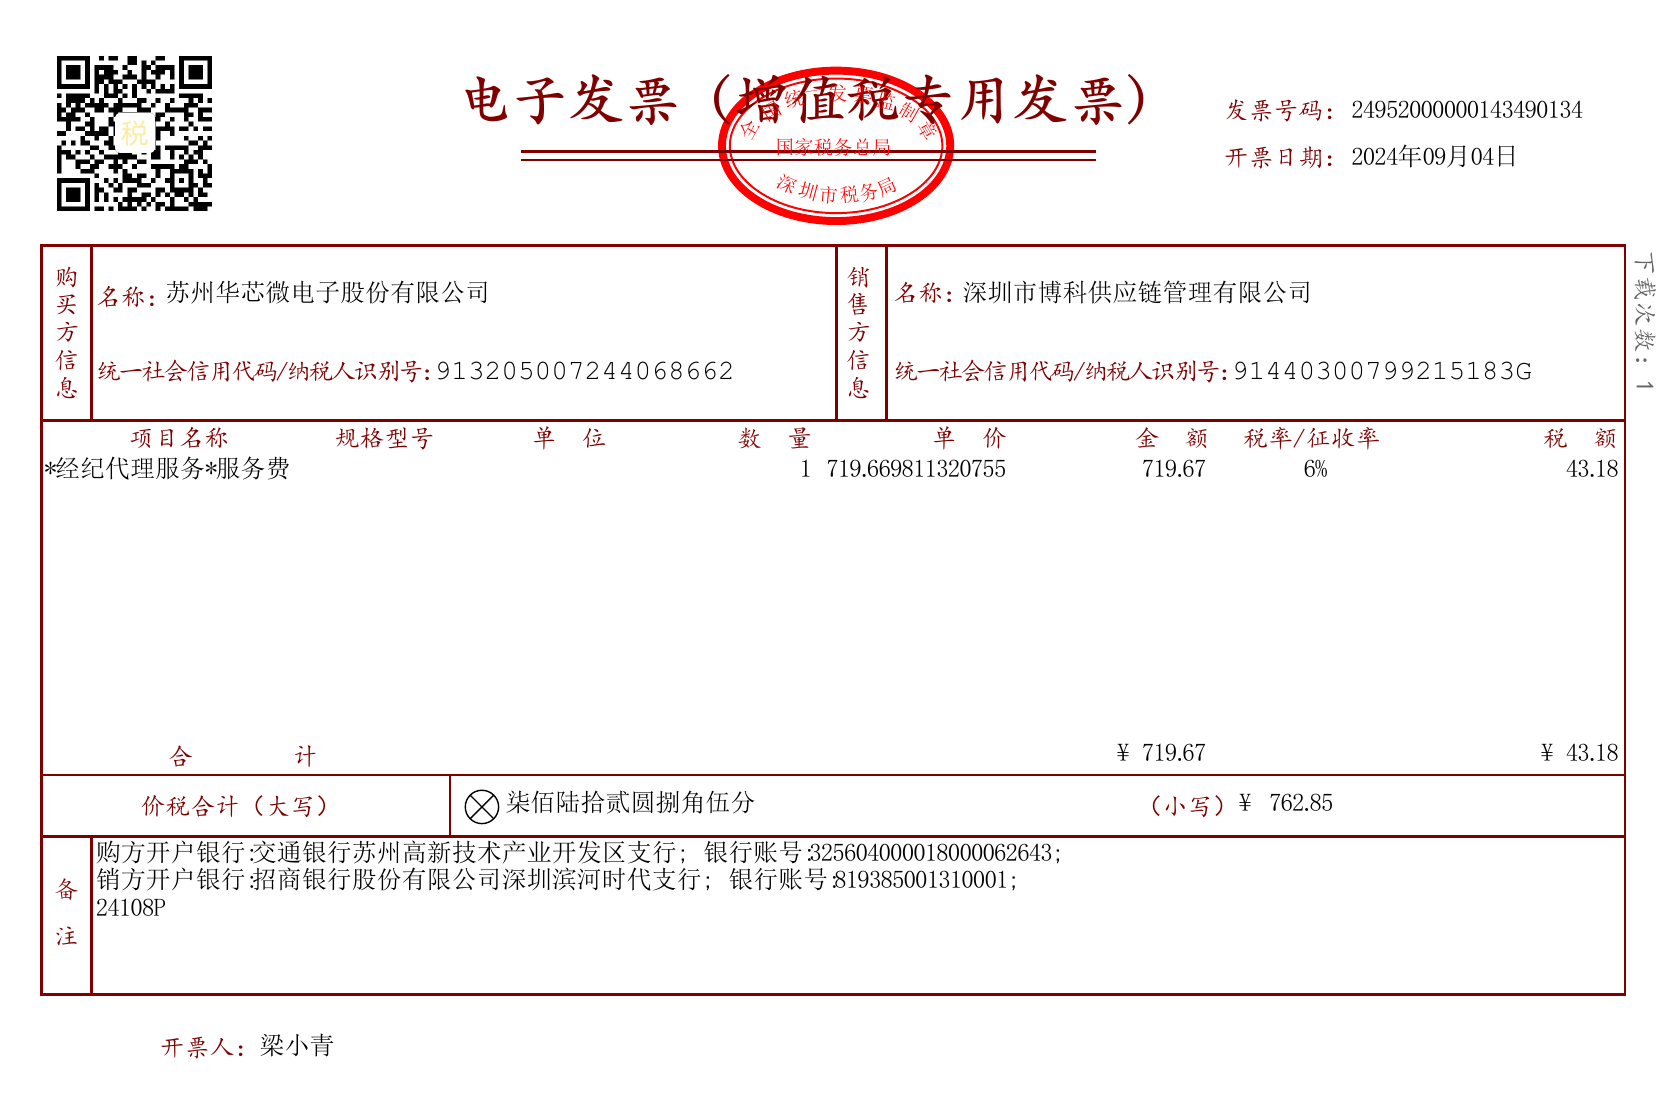 税
电子发票（增值税专用发票）
全国统一发票监制章
国家税务总局
深圳市税务局
发票号码：24952000000143490134
开票日期：2024年09月04日
下载次数：1
购买方信息
名称：苏州华芯微电子股份有限公司
统一社会信用代码/纳税人识别号：913205007244068662
销售方信息
名称：深圳市博科供应链管理有限公司
统一社会信用代码/纳税人识别号：91440300799215183G
项目名称 规格型号 单 位 数 量 单 价 金 额 税率/征收率 税 额
*经纪代理服务*服务费 1 719.669811320755 719.67 6% 43.18
合 计 ¥ 719.67 ¥ 43.18
价税合计（大写） 柒佰陆拾贰圆捌角伍分 （小写）¥ 762.85
备注
购方开户银行:交通银行苏州高新技术产业开发区支行； 银行账号:325604000018000062643；
销方开户银行:招商银行股份有限公司深圳滨河时代支行； 银行账号:819385001310001；
24108P
开票人：梁小青